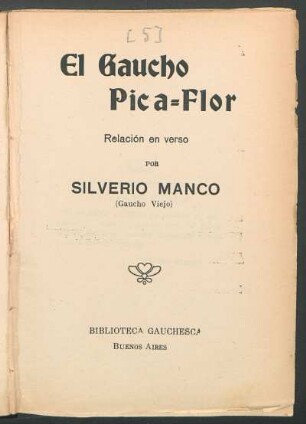 [5]
El Gaucho
Pica=Flor
Relación en verso
POR
SILVERIO MANCO
(Gaucho Viejo)
BIBLIOTECA GAUCHESCA
BUENOS AIRES